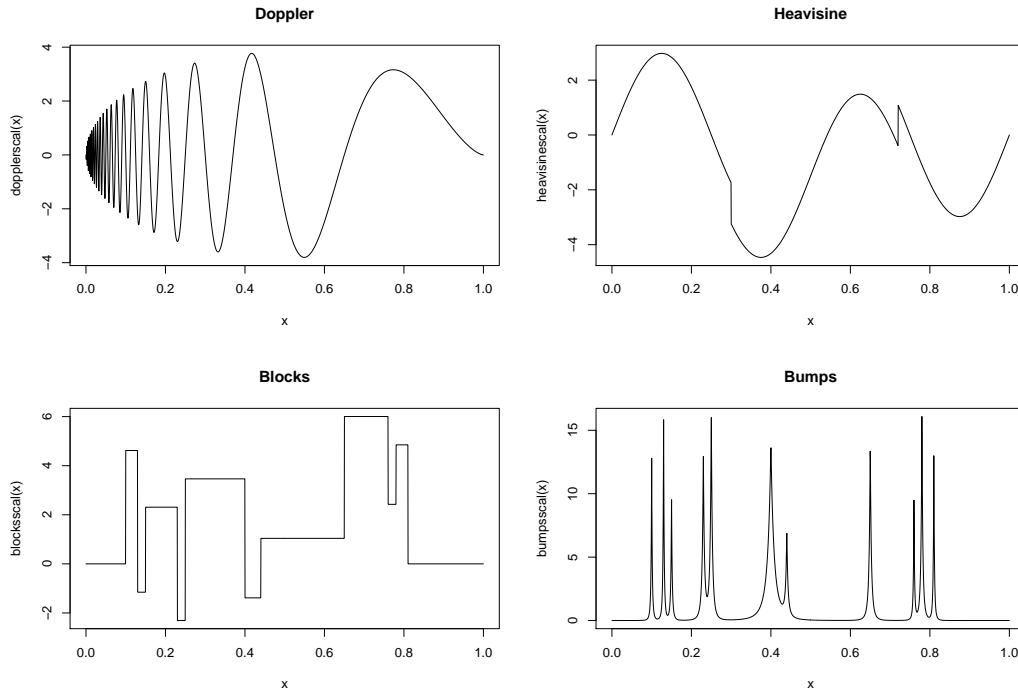 Doppler
dopplerscal(x)
4
2
0
−2
−4
0.0 0.2 0.4 0.6 0.8 1.0
x
Heavisine
heavisinescal(x)
2
0
−2
−4
0.0 0.2 0.4 0.6 0.8 1.0
x
Blocks
blocksscal(x)
6
4
2
0
−2
0.0 0.2 0.4 0.6 0.8 1.0
x
Bumps
bumpsscal(x)
15
10
5
0
0.0 0.2 0.4 0.6 0.8 1.0
x